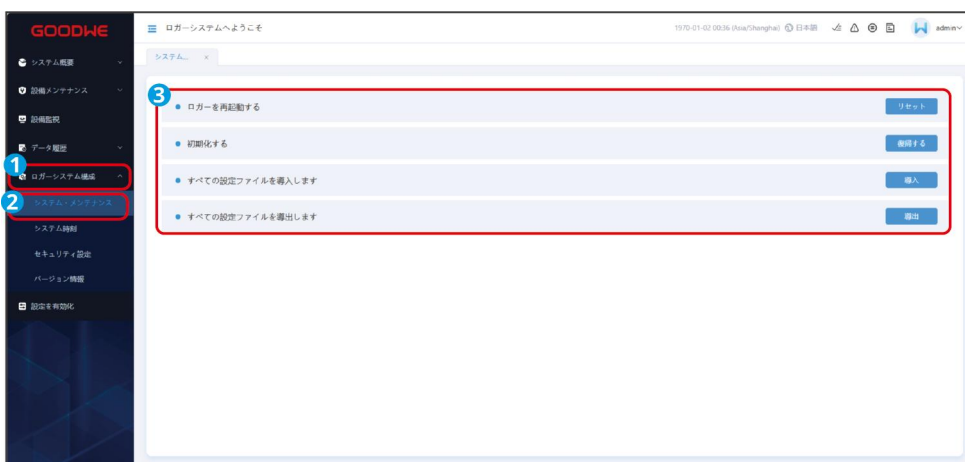 GOODWE
ロガーシステムへようこそ
1970-01-02 00:36 (Asia/Shanghai) 日本語 admin
システム... ×
システム概要
設備メンテナンス
設備監視
データ履歴
1
ロガーシステム構成
2
システム・メンテナンス
システム時刻
セキュリティ設定
バージョン情報
設定を有効化
3
ロガーを再起動する リセット
初期化する 復帰する
すべての設定ファイルを導入します 導入
すべての設定ファイルを導出します 導出